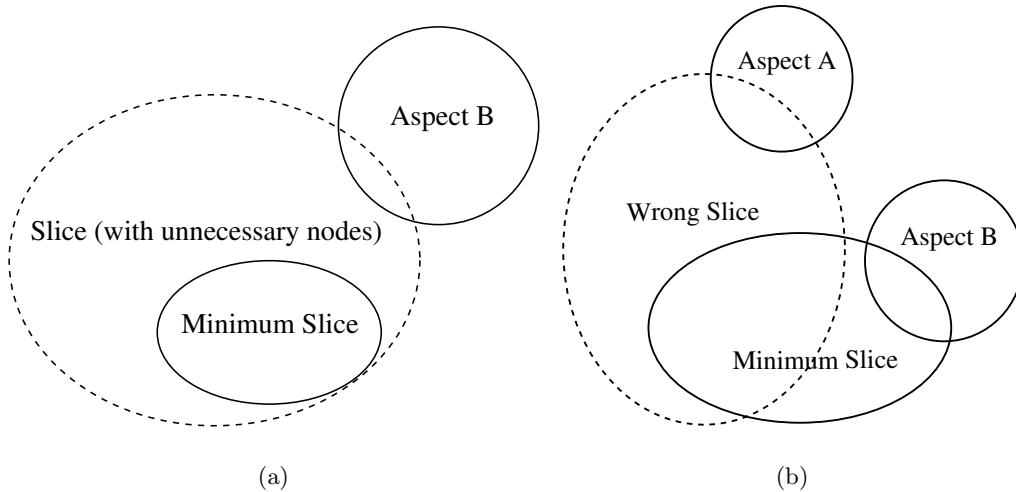 Aspect B
Slice (with unnecessary nodes)
Minimum Slice
(a)
Aspect A
Wrong Slice
Aspect B
Minimum Slice
(b)